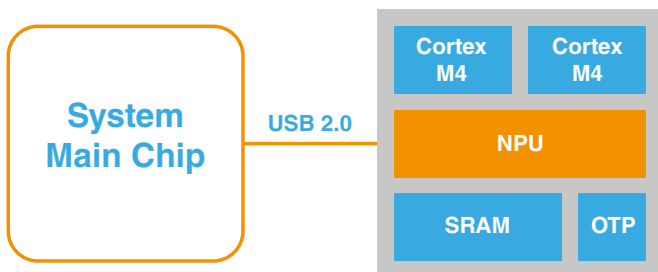 System
Main Chip
USB 2.0
Cortex
M4
Cortex
M4
NPU
SRAM
OTP